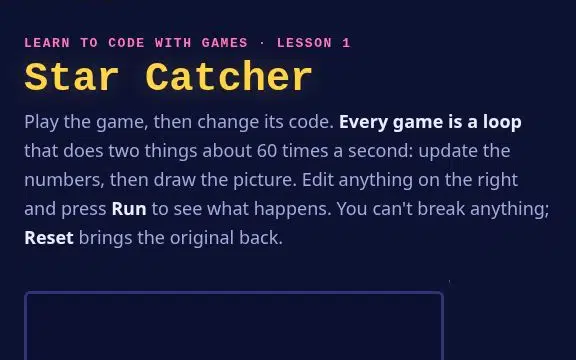 LEARN TO CODE WITH GAMES · LESSON 1
Star Catcher
Play the game, then change its code. Every game is a loop
that does two things about 60 times a second: update the
numbers, then draw the picture. Edit anything on the right
and press Run to see what happens. You can't break anything;
Reset brings the original back.